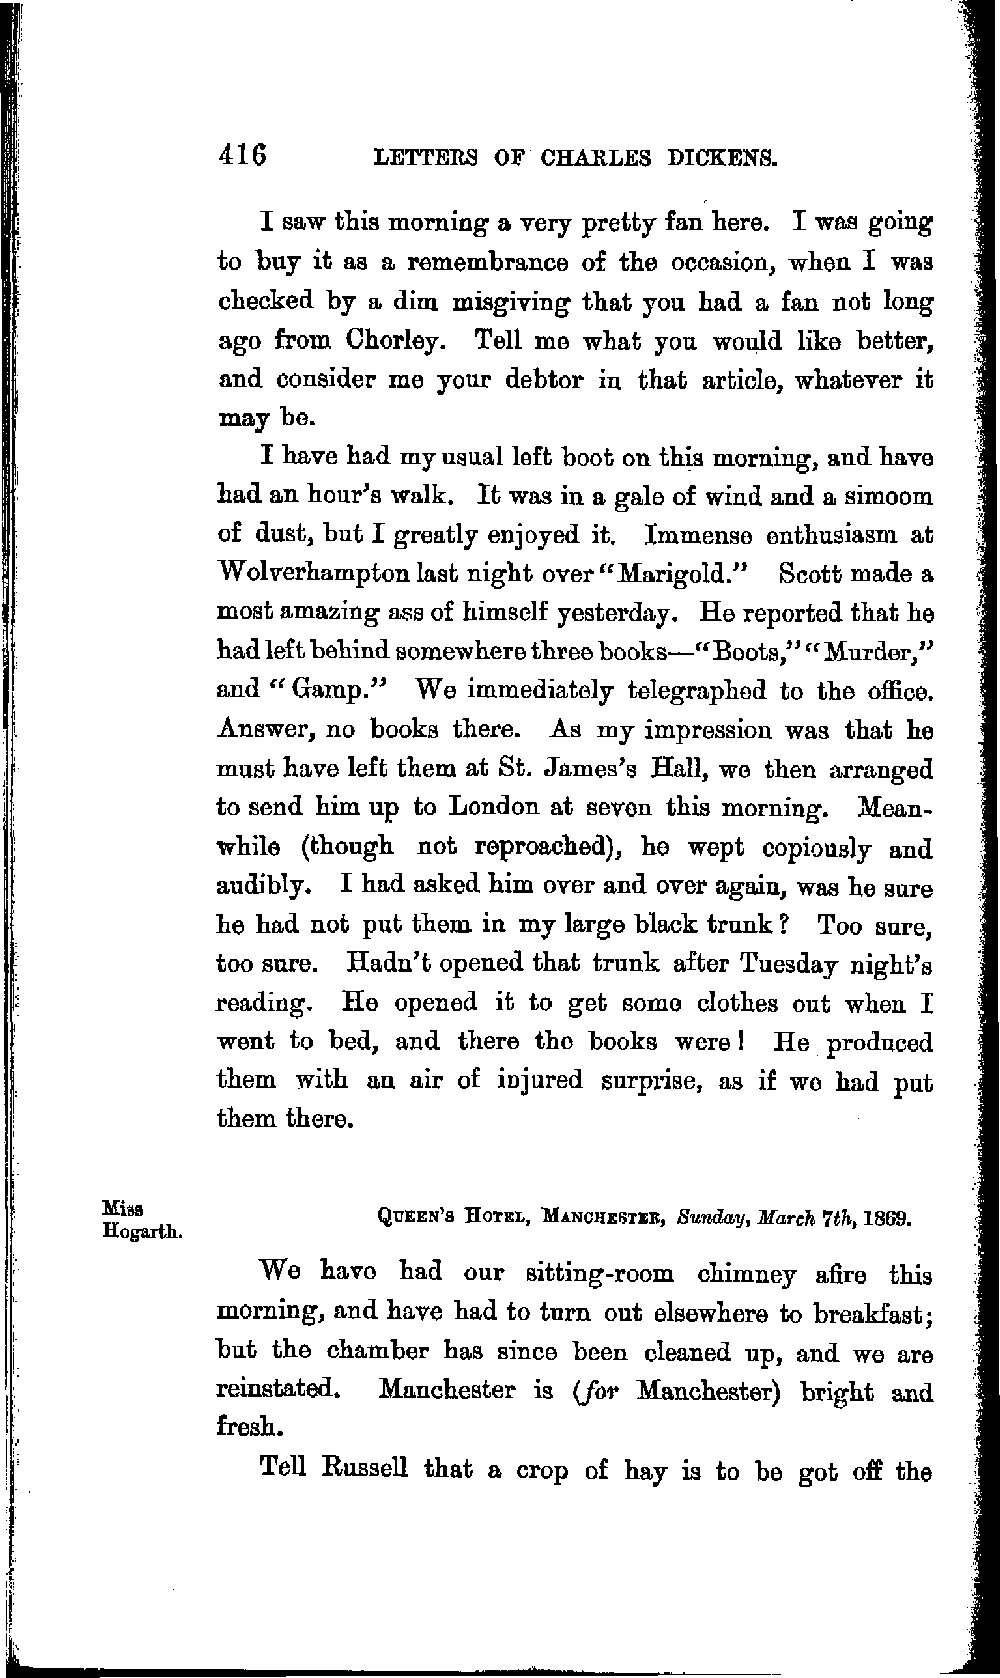 416 LETTERS OF CHARLES DICKENS.
I saw this morning a very pretty fan here. I was going
to buy it as a remembrance of the occasion, when I was
checked by a dim misgiving that you had a fan not long
ago from Chorley. Tell me what you would like better,
and consider me your debtor in that article, whatever it
may be.
I have had my usual left boot on this morning, and have
had an hour's walk. It was in a gale of wind and a simoom
of dust, but I greatly enjoyed it. Immense enthusiasm at
Wolverhampton last night over "Marigold." Scott made a
most amazing ass of himself yesterday. He reported that he
had left behind somewhere three books—"Boots," "Murder,"
and "Gamp." We immediately telegraphed to the office.
Answer, no books there. As my impression was that he
must have left them at St. James's Hall, we then arranged
to send him up to London at seven this morning. Mean-
while (though not reproached), he wept copiously and
audibly. I had asked him over and over again, was he sure
he had not put them in my large black trunk? Too sure,
too sure. Hadn't opened that trunk after Tuesday night's
reading. He opened it to get some clothes out when I
went to bed, and there the books were! He produced
them with an air of injured surprise, as if we had put
them there.
Miss
Hogarth.
QUEEN'S HOTEL, MANCHESTER, Sunday, March 7th, 1869.
We have had our sitting-room chimney afire this
morning, and have had to turn out elsewhere to breakfast;
but the chamber has since been cleaned up, and we are
reinstated. Manchester is (for Manchester) bright and
fresh.
Tell Russell that a crop of hay is to be got off the